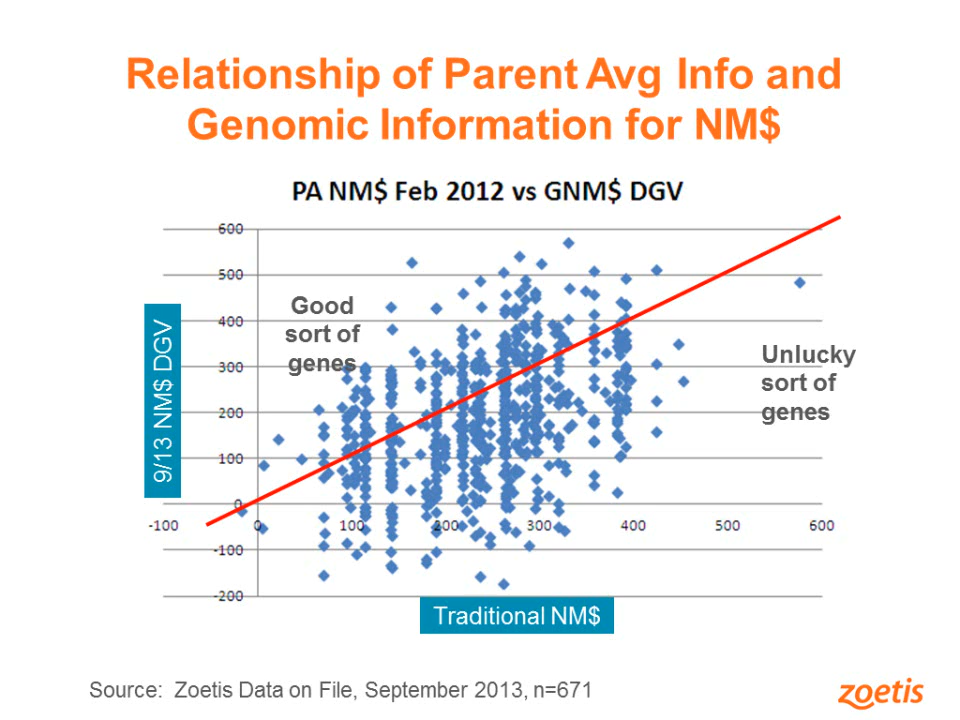 Relationship of Parent Avg Info and
Genomic Information for NM$
PA NM$ Feb 2012 vs GNM$ DGV
600
500
400
300
200
100
0
-100
-200
-100
0
100
200
300
400
500
600
9/13 NM$ DGV
Good
sort of
genes
Unlucky
sort of
genes
Traditional NM$
Source: Zoetis Data on File, September 2013, n=671
zoetis